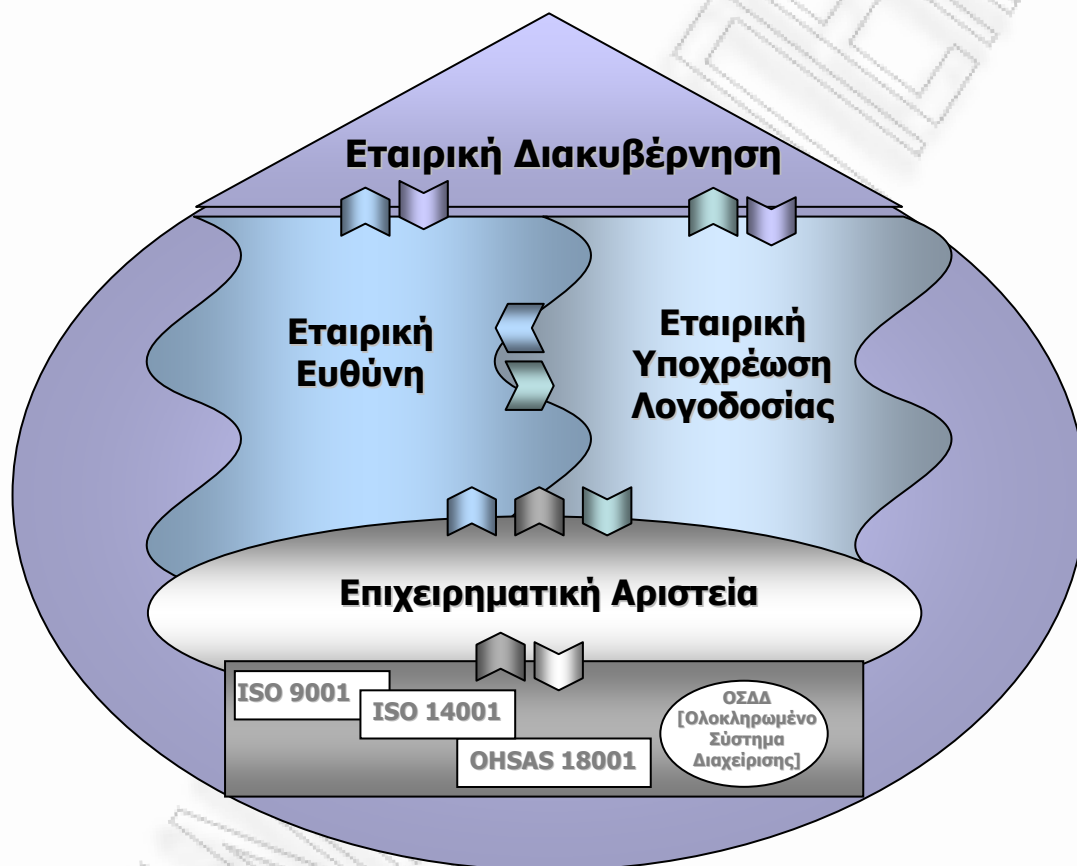 Εταιρική Διακυβέρνηση
Εταιρική
Ευθύνη
Εταιρική
Υποχρέωση
Λογοδοσίας
Επιχειρηματική Αριστεία
ISO 9001
ISO 14001
OHSAS 18001
ΟΣΔΔ
[Ολοκληρωμένο
Σύστημα
Διαχείρισης]